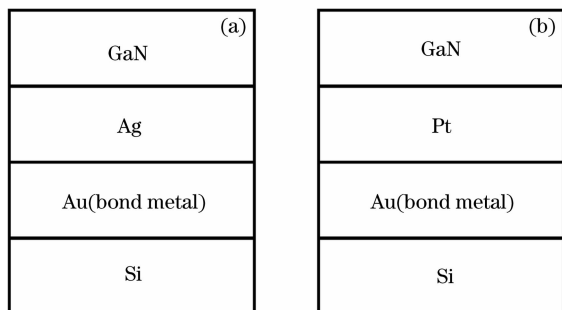 (a)
GaN
Ag
Au(bond metal)
Si
(b)
GaN
Pt
Au(bond metal)
Si